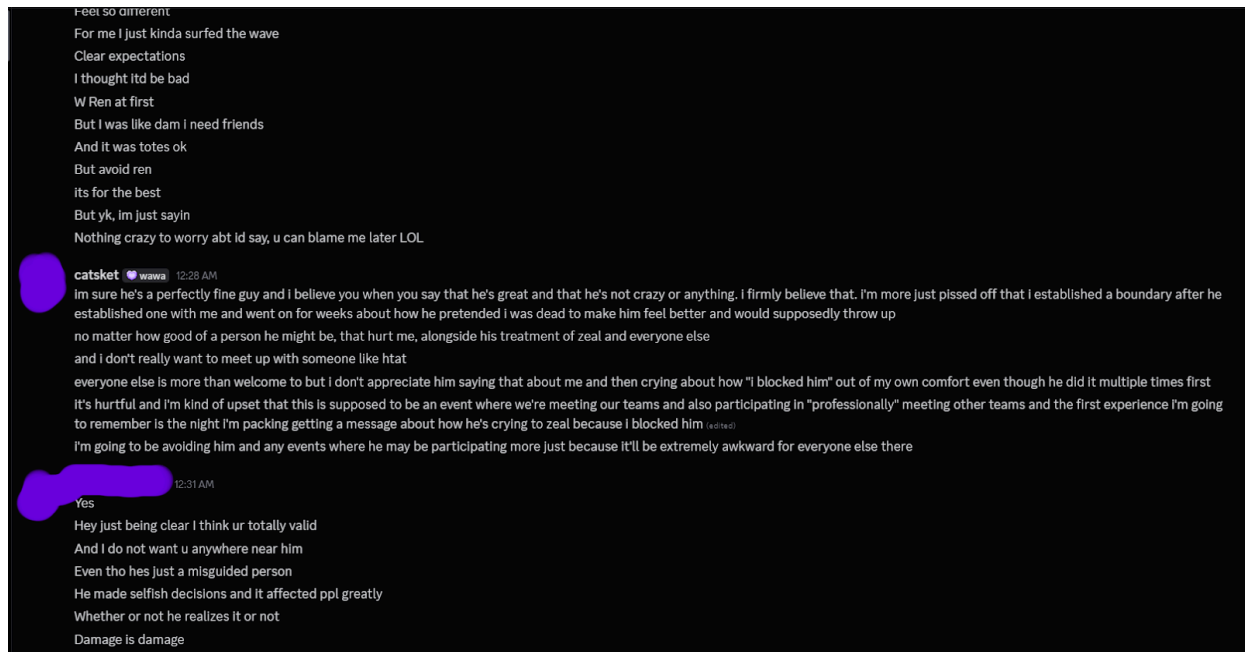 Feel so different
For me I just kinda surfed the wave
Clear expectations
I thought itd be bad
W Ren at first
But I was like dam i need friends
And it was totes ok
But avoid ren
its for the best
But yk, im just sayin
Nothing crazy to worry abt id say, u can blame me later LOL
catsket 💜 wawa 12:28 AM
im sure he's a perfectly fine guy and i believe you when you say that he's great and that he's not crazy or anything. i firmly believe that. i'm more just pissed off that i established a boundary after he
established one with me and went on for weeks about how he pretended i was dead to make him feel better and would supposedly throw up
no matter how good of a person he might be, that hurt me, alongside his treatment of zeal and everyone else
and i don't really want to meet up with someone like htat
everyone else is more than welcome to but i don't appreciate him saying that about me and then crying about how "i blocked him" out of my own comfort even though he did it multiple times first
it's hurtful and i'm kind of upset that this is supposed to be an event where we're meeting our teams and also participating in "professionally" meeting other teams and the first experience i'm going
to remember is the night i'm packing getting a message about how he's crying to zeal because i blocked him (edited)
i'm going to be avoiding him and any events where he may be participating more just because it'll be extremely awkward for everyone else there
12:31 AM
Yes
Hey just being clear I think ur totally valid
And I do not want u anywhere near him
Even tho hes just a misguided person
He made selfish decisions and it affected ppl greatly
Whether or not he realizes it or not
Damage is damage